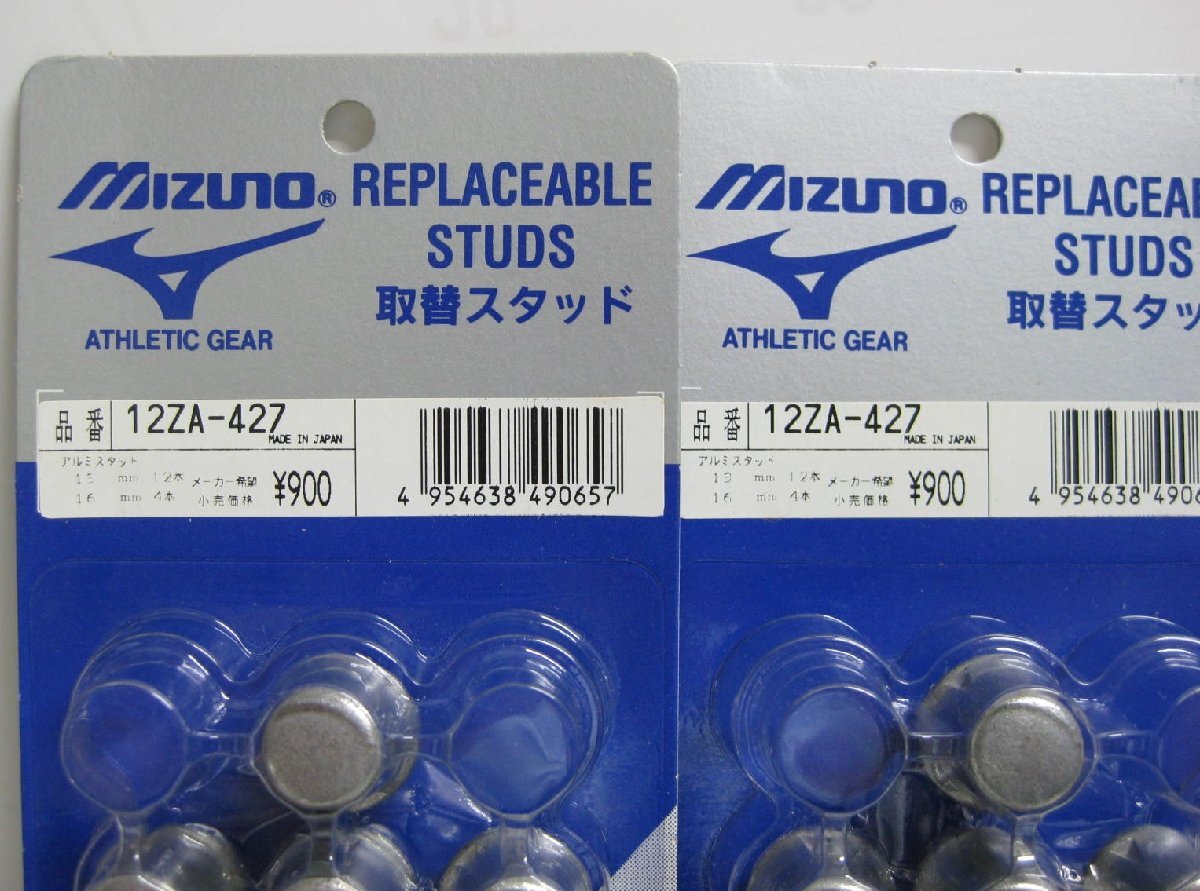 MIZUNO® REPLACEABLE
STUDS
取替スタッド
ATHLETIC GEAR
品番 12ZA-427
MADE IN JAPAN
アルミスタッド
13 mm 12本 メーカー希望
16 mm 4本 小売価格 ¥900
4 954638 490657
MIZUNO® REPLACEA
STUDS
取替スタッ
ATHLETIC GEAR
品番 12ZA-427
MADE IN JAPAN
アルミスタッド
13 mm 12本 メーカー希望
16 mm 4本 小売価格 ¥900
4 954638 490